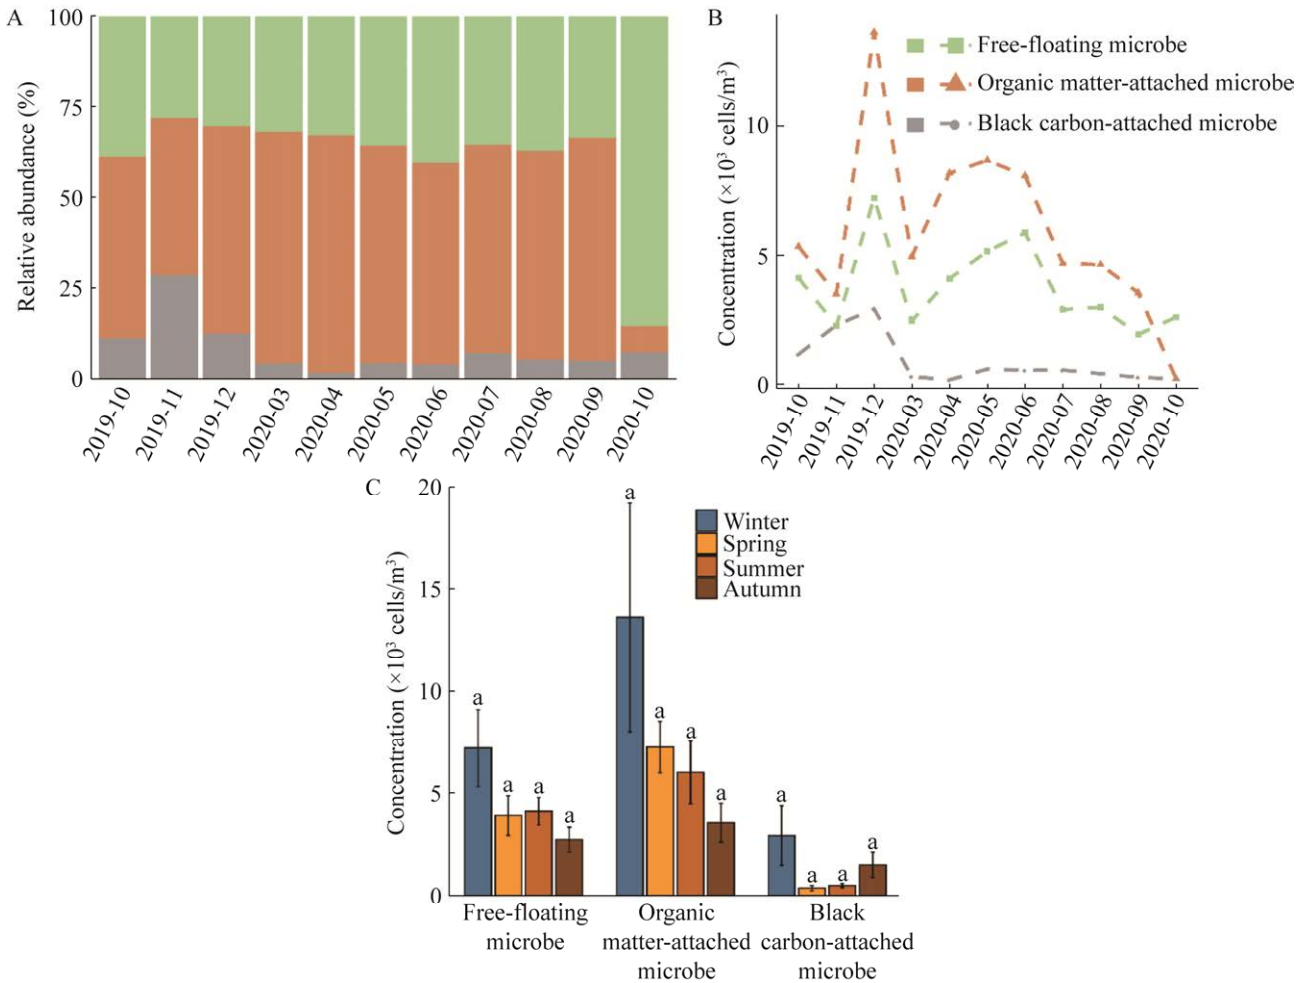 A
Relative abundance (%)
100
75
50
25
0
2019-10
2019-11
2019-12
2020-03
2020-04
2020-05
2020-06
2020-07
2020-08
2020-09
2020-10
B
Concentration (×10³ cells/m³)
10
5
0
Free-floating microbe
Organic matter-attached microbe
Black carbon-attached microbe
2019-10
2019-11
2019-12
2020-03
2020-04
2020-05
2020-06
2020-07
2020-08
2020-09
2020-10
C
Concentration (×10³ cells/m³)
20
15
10
5
0
Winter
Spring
Summer
Autumn
a
a
a
a
a
a
a
a
a
a
a
a
Free-floating
microbe
Organic
matter-attached
microbe
Black
carbon-attached
microbe